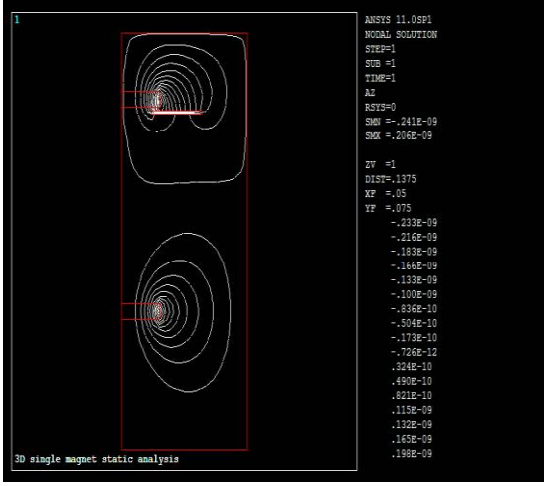 1
ANSYS 11.0SP1
NODAL SOLUTION
STEP=1
SUB =1
TIME=1
AZ
RSYS=0
SMN =-.241E-09
SMX =.206E-09
ZV =1
DIST=.1375
XF =.05
YF =.075
-.233E-09
-.216E-09
-.183E-09
-.166E-09
-.133E-09
-.100E-09
-.836E-10
-.504E-10
-.173E-10
-.726E-12
.324E-10
.490E-10
.821E-10
.115E-09
.132E-09
.165E-09
.198E-09
3D single magnet static analysis